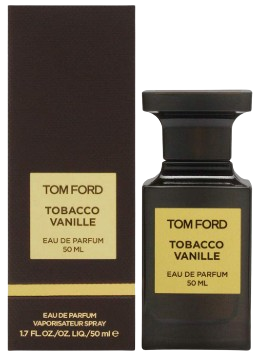 TOM FORD
TOBACCO
VANILLE
EAU DE PARFUM
50 ML
EAU DE PARFUM
VAPORISATEUR SPRAY
1.7 FL.OZ./OZ. LIQ./50 ml ℮
TOM FORD
TOBACCO
VANILLE
EAU DE PARFUM
50 ML